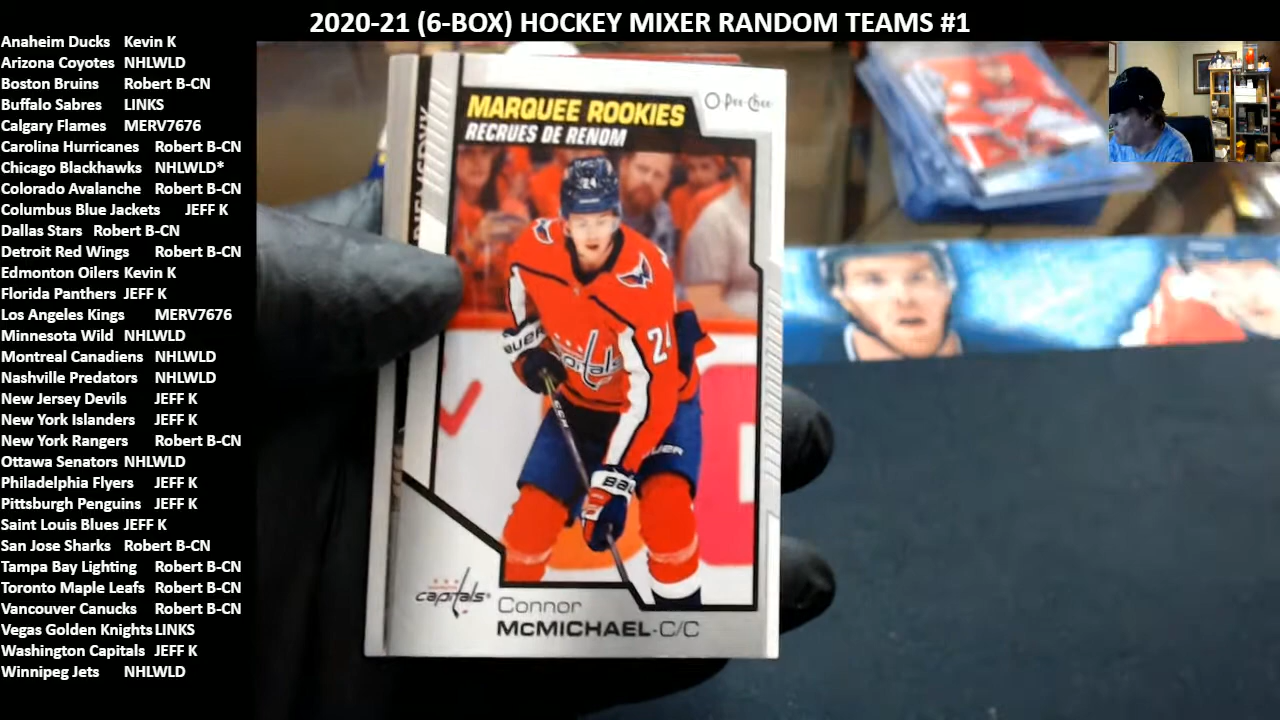 2020-21 (6-BOX) HOCKEY MIXER RANDOM TEAMS #1
Anaheim Ducks Kevin K
Arizona Coyotes NHLWLD
Boston Bruins Robert B-CN
Buffalo Sabres LINKS
Calgary Flames MERV7676
Carolina Hurricanes Robert B-CN
Chicago Blackhawks NHLWLD*
Colorado Avalanche Robert B-CN
Columbus Blue Jackets JEFF K
Dallas Stars Robert B-CN
Detroit Red Wings Robert B-CN
Edmonton Oilers Kevin K
Florida Panthers JEFF K
Los Angeles Kings MERV7676
Minnesota Wild NHLWLD
Montreal Canadiens NHLWLD
Nashville Predators NHLWLD
New Jersey Devils JEFF K
New York Islanders JEFF K
New York Rangers Robert B-CN
Ottawa Senators NHLWLD
Philadelphia Flyers JEFF K
Pittsburgh Penguins JEFF K
Saint Louis Blues JEFF K
San Jose Sharks Robert B-CN
Tampa Bay Lighting Robert B-CN
Toronto Maple Leafs Robert B-CN
Vancouver Canucks Robert B-CN
Vegas Golden Knights LINKS
Washington Capitals JEFF K
Winnipeg Jets NHLWLD
MARQUEE ROOKIES
RECRUES DE RENOM
O-Pee-Chee
24
24
BAUER
capitals
CCM
BAUER
capitals
Connor
McMICHAEL-C/C